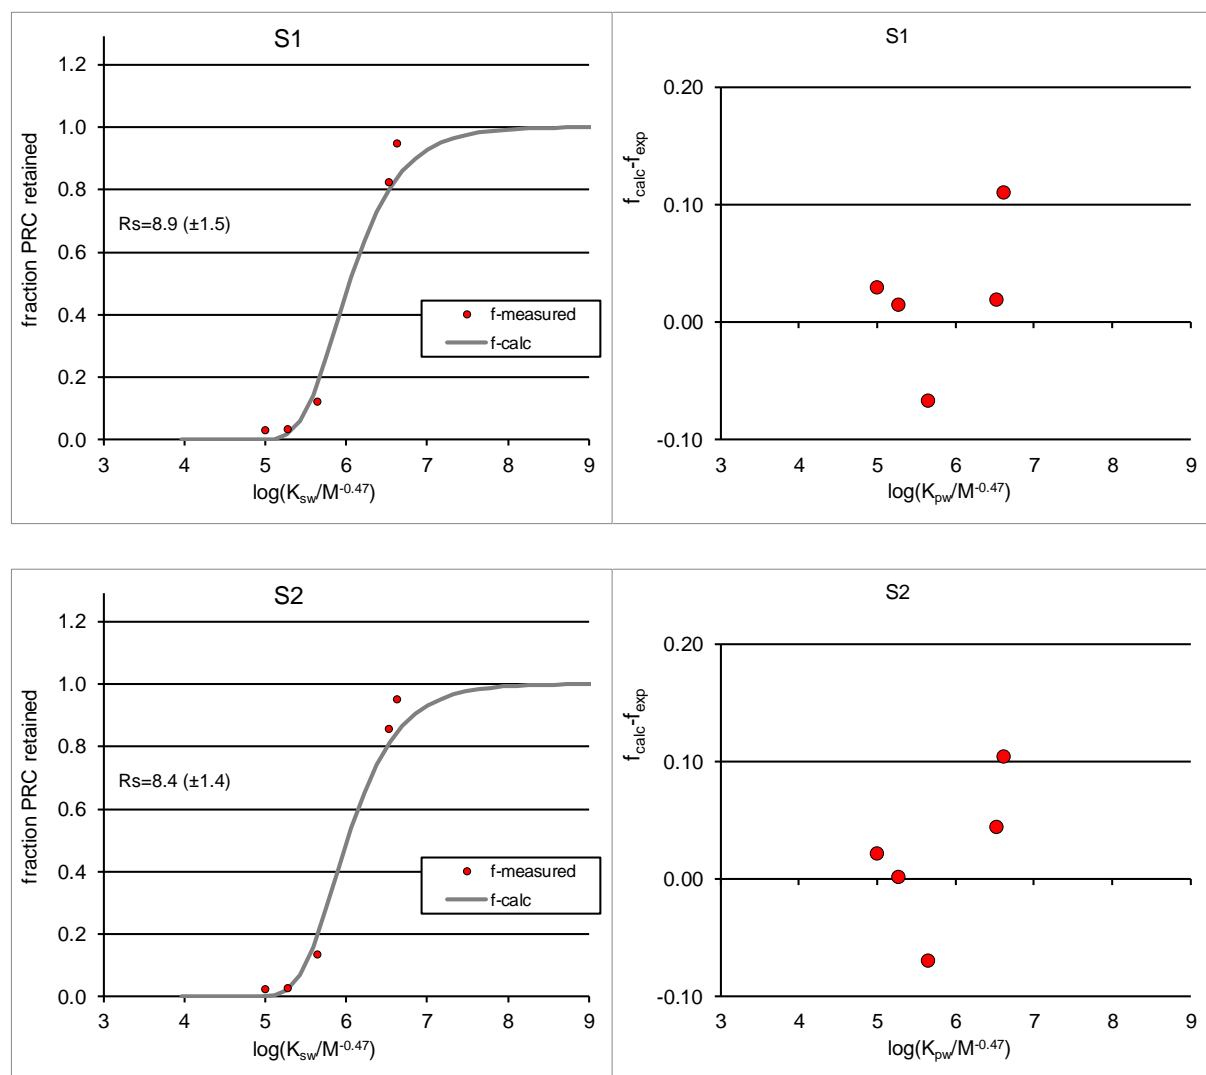 S1
fraction PRC retained
1.2
1.0
0.8
0.6
0.4
0.2
0.0
Rs=8.9 (±1.5)
f-measured
f-calc
3 4 5 6 7 8 9
log(Ksw/M-0.47)
S1
fcalc-fexp
0.20
0.10
0.00
-0.10
3 4 5 6 7 8 9
log(Kpw/M-0.47)
S2
fraction PRC retained
1.2
1.0
0.8
0.6
0.4
0.2
0.0
Rs=8.4 (±1.4)
f-measured
f-calc
3 4 5 6 7 8 9
log(Ksw/M-0.47)
S2
fcalc-fexp
0.20
0.10
0.00
-0.10
3 4 5 6 7 8 9
log(Kpw/M-0.47)